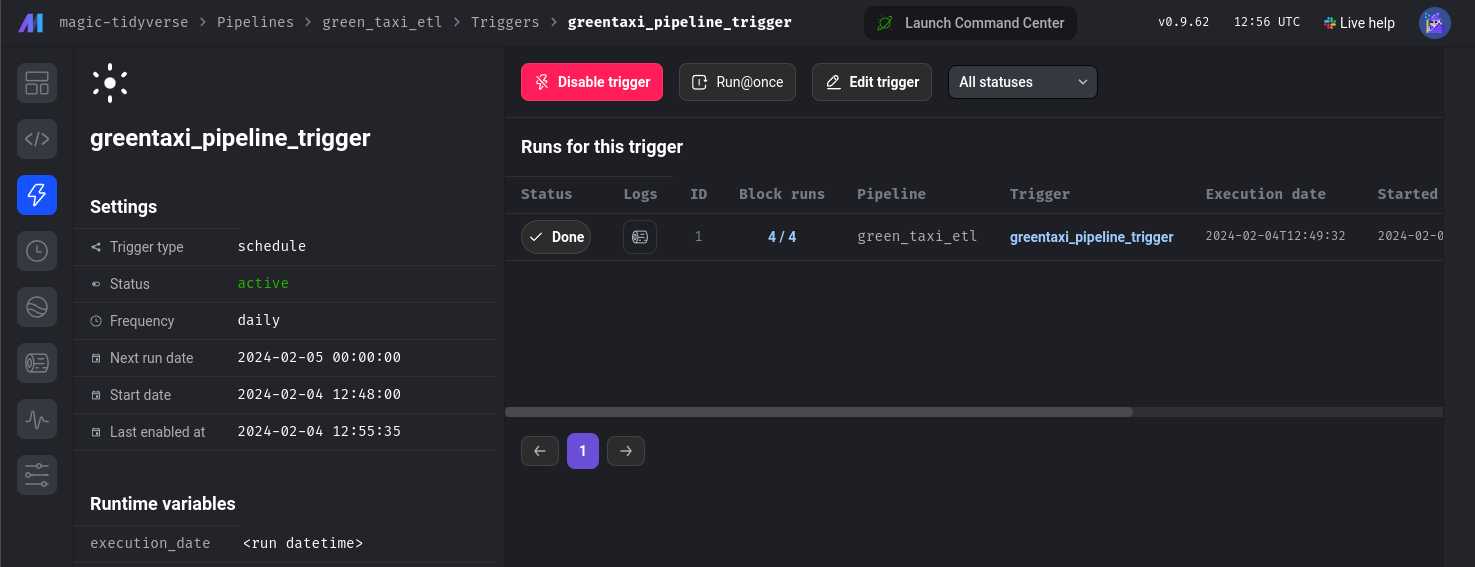 magic-tidyverse > Pipelines > green_taxi_etl > Triggers > greentaxi_pipeline_trigger
Launch Command Center
v0.9.62 12:56 UTC Live help
greentaxi_pipeline_trigger
Settings
Trigger type schedule
Status active
Frequency daily
Next run date 2024-02-05 00:00:00
Start date 2024-02-04 12:48:00
Last enabled at 2024-02-04 12:55:35
Runtime variables
execution_date <run datetime>
Disable trigger Run@once Edit trigger All statuses
Runs for this trigger
Status Logs ID Block runs Pipeline Trigger Execution date Started
Done 1 4 / 4 green_taxi_etl greentaxi_pipeline_trigger 2024-02-04T12:49:32 2024-02-0
← 1 →